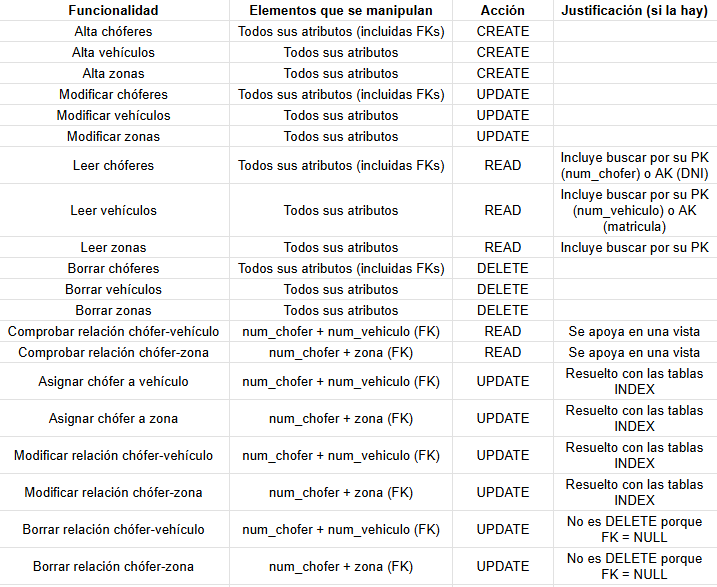 Funcionalidad Elementos que se manipulan Acción Justificación (si la hay)
Alta chóferes Todos sus atributos (incluidas FKs) CREATE
Alta vehículos Todos sus atributos CREATE
Alta zonas Todos sus atributos CREATE
Modificar chóferes Todos sus atributos (incluidas FKs) UPDATE
Modificar vehículos Todos sus atributos UPDATE
Modificar zonas Todos sus atributos UPDATE
Leer chóferes Todos sus atributos (incluidas FKs) READ Incluye buscar por su PK
(num_chofer) o AK (DNI)
Leer vehículos Todos sus atributos READ Incluye buscar por su PK
(num_vehiculo) o AK
(matricula)
Leer zonas Todos sus atributos READ Incluye buscar por su PK
Borrar chóferes Todos sus atributos (incluidas FKs) DELETE
Borrar vehículos Todos sus atributos DELETE
Borrar zonas Todos sus atributos DELETE
Comprobar relación chófer-vehículo num_chofer + num_vehiculo (FK) READ Se apoya en una vista
Comprobar relación chófer-zona num_chofer + zona (FK) READ Se apoya en una vista
Asignar chófer a vehículo num_chofer + num_vehiculo (FK) UPDATE Resuelto con las tablas
INDEX
Asignar chófer a zona num_chofer + zona (FK) UPDATE Resuelto con las tablas
INDEX
Modificar relación chófer-vehículo num_chofer + num_vehiculo (FK) UPDATE Resuelto con las tablas
INDEX
Modificar relación chófer-zona num_chofer + zona (FK) UPDATE Resuelto con las tablas
INDEX
Borrar relación chófer-vehículo num_chofer + num_vehiculo (FK) UPDATE No es DELETE porque
FK = NULL
Borrar relación chófer-zona num_chofer + zona (FK) UPDATE No es DELETE porque
FK = NULL